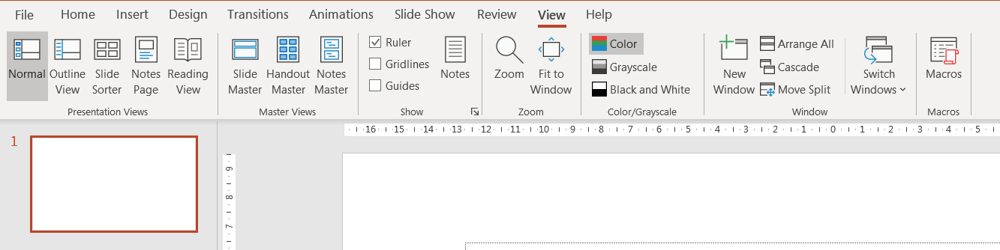 File Home Insert Design Transitions Animations Slide Show Review View Help
Normal Outline View Slide Sorter Notes Page Reading View
Presentation Views
Slide Master Handout Master Notes Master
Master Views
Ruler
Gridlines
Guides
Notes
Show
Zoom Fit to Window
Zoom
Color
Grayscale
Black and White
Color/Grayscale
New Window
Arrange All
Cascade
Move Split
Switch Windows
Window
Macros
Macros
1
16 15 14 13 12 11 10 9 8 7 6 5 4 3 2 1 0 1 2 3 4 5
9
8
7